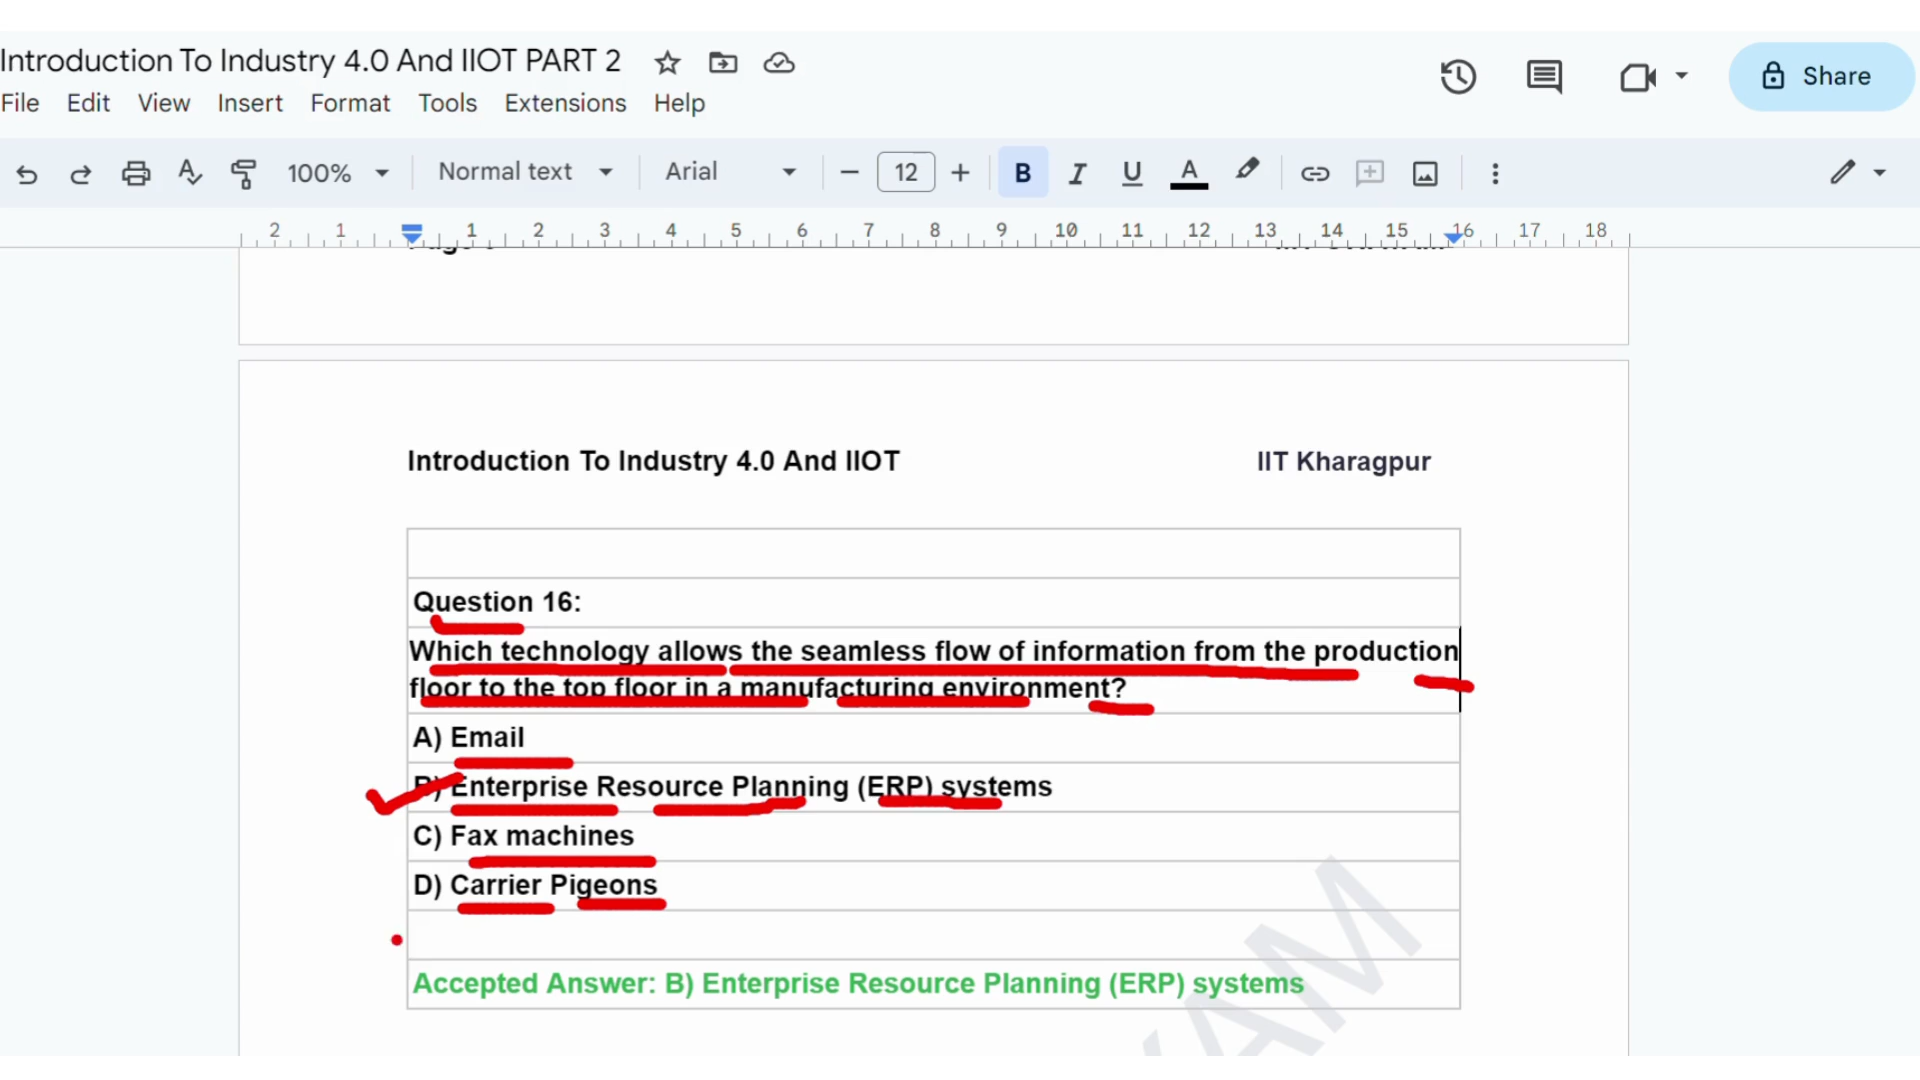 Introduction To Industry 4.0 And IIOT PART 2
File Edit View Insert Format Tools Extensions Help
Share
100% Normal text Arial 12 B I U A
2 1 1 2 3 4 5 6 7 8 9 10 11 12 13 14 15 16 17 18
Introduction To Industry 4.0 And IIOT IIT Kharagpur
Question 16:
Which technology allows the seamless flow of information from the production
floor to the top floor in a manufacturing environment?
A) Email
B) Enterprise Resource Planning (ERP) systems
C) Fax machines
D) Carrier Pigeons
Accepted Answer: B) Enterprise Resource Planning (ERP) systems